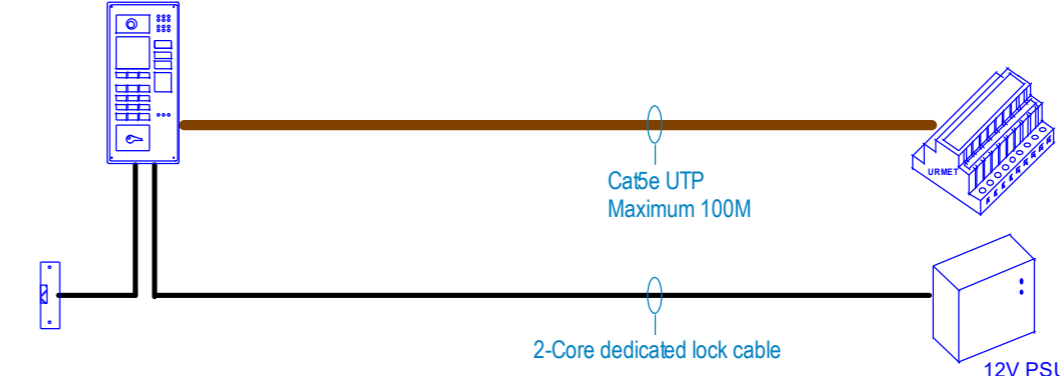 Cat5e UTP
Maximum 100M
URMET
2-Core dedicated lock cable
12V PSU